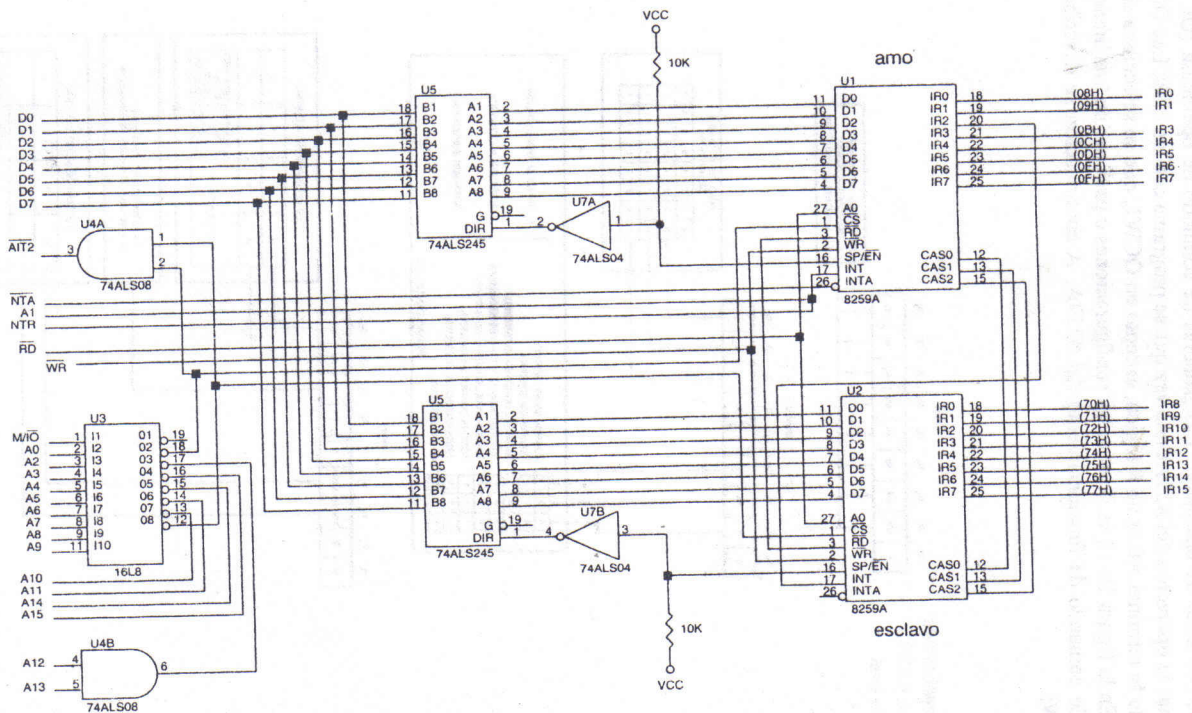 VCC
10K
amo
U5
U1
D0
D1
D2
D3
D4
D5
D6
D7
18 B1 A1 2
17 B2 A2 3
16 B3 A3 4
15 B4 A4 5
14 B5 A5 6
13 B6 A6 7
12 B7 A7 8
11 B8 A8 9
G 19
DIR 1
74ALS245
2 U7A 1
74ALS04
11 D0 IR0 18 (08H) IR0
10 D1 IR1 19 (09H) IR1
9 D2 IR2 20
8 D3 IR3 21 (0BH) IR3
7 D4 IR4 22 (0CH) IR4
6 D5 IR5 23 (0DH) IR5
5 D6 IR6 24 (0EH) IR6
4 D7 IR7 25 (0FH) IR7
27 A0
1 CS
3 RD
2 WR
16 SP/EN CAS0 12
17 INT CAS1 13
26 INTA CAS2 15
8259A
U4A
AIT2 3
1
2
74ALS08
NTA
A1
NTR
RD
WR
U3
M/IO 1 I1 01 19
A0 2 I2 02 18
A2 3 I3 03 17
A3 4 I4 04 16
A4 5 I5 05 15
A5 6 I6 06 14
A6 7 I7 07 13
A7 8 I8 08 12
A8 9 I9
A9 11 I10
16L8
A10
A11
A14
A15
U4B
A12 4
A13 5
6
74ALS08
U5
18 B1 A1 2
17 B2 A2 3
16 B3 A3 4
15 B4 A4 5
14 B5 A5 6
13 B6 A6 7
12 B7 A7 8
11 B8 A8 9
G 19
DIR 1
74ALS245
4 U7B 3
74ALS04
10K
VCC
U2
11 D0 IR0 18 (70H) IR8
10 D1 IR1 19 (71H) IR9
9 D2 IR2 20 (72H) IR10
8 D3 IR3 21 (73H) IR11
7 D4 IR4 22 (74H) IR12
6 D5 IR5 23 (75H) IR13
5 D6 IR6 24 (76H) IR14
4 D7 IR7 25 (77H) IR15
27 A0
1 CS
3 RD
2 WR
16 SP/EN CAS0 12
17 INT CAS1 13
26 INTA CAS2 15
8259A
esclavo